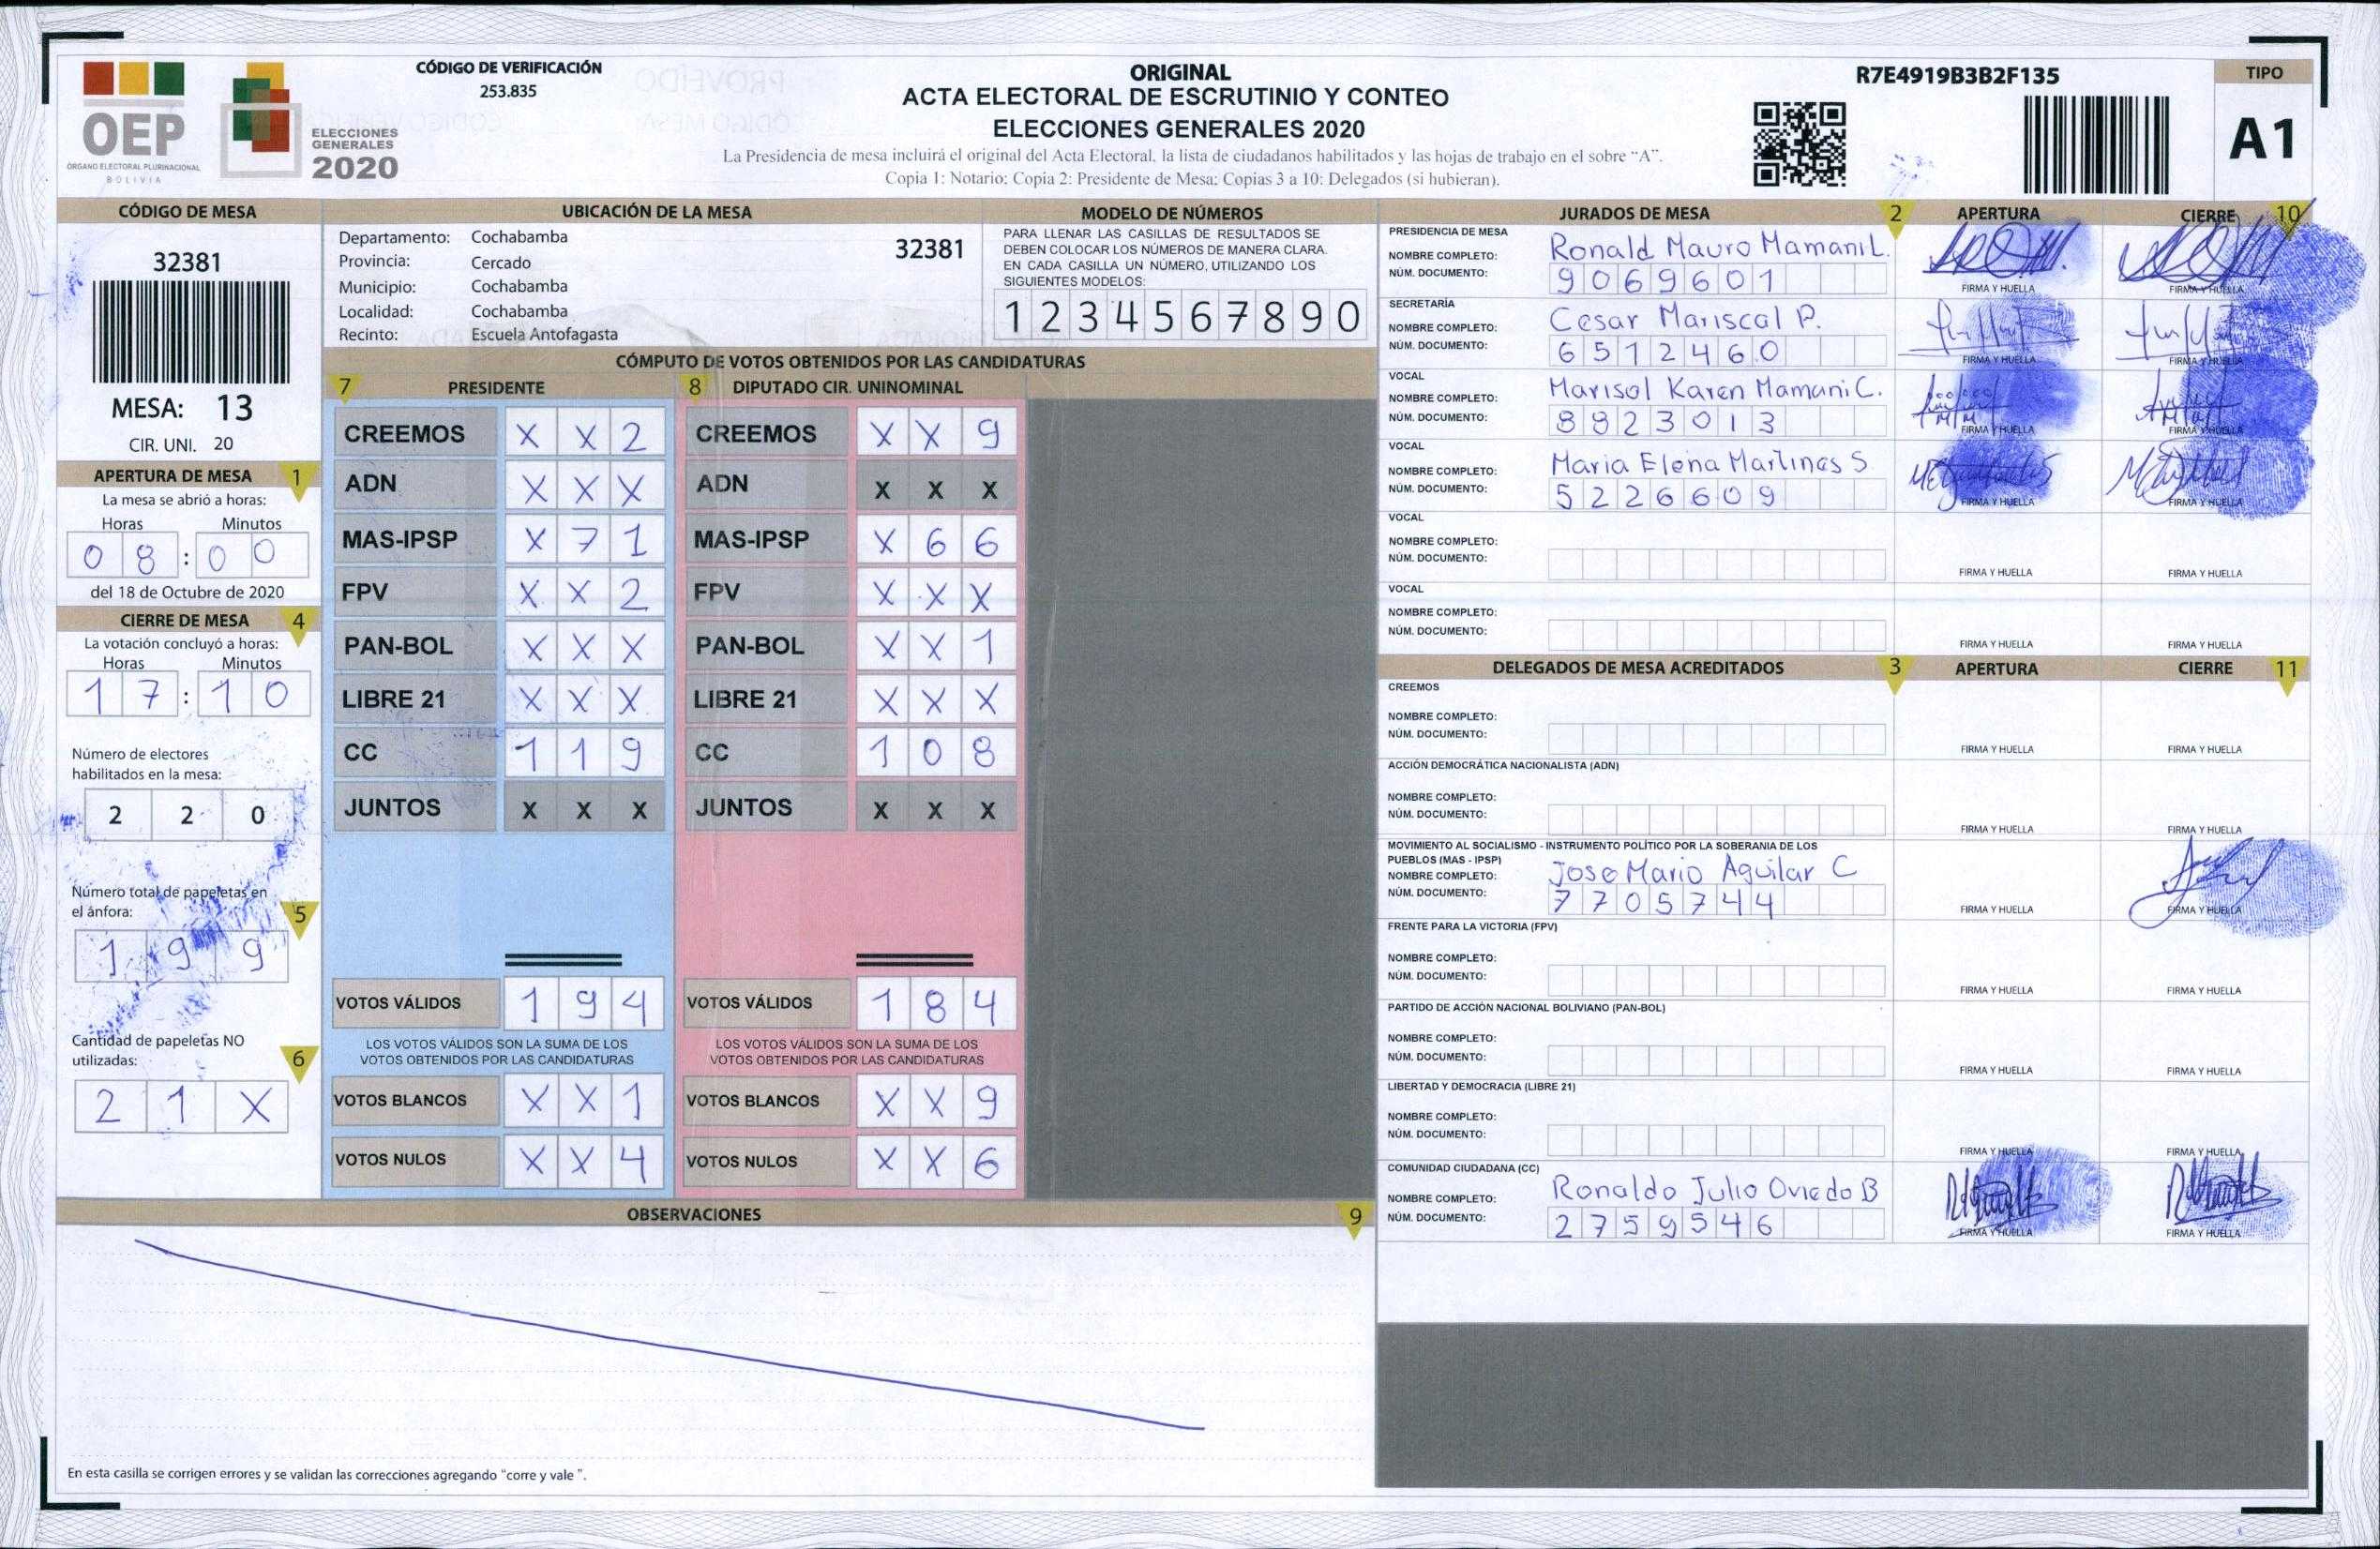 CÓDIGO DE VERIFICACIÓN
253.835
OEP
ÓRGANO ELECTORAL PLURINACIONAL
BOLIVIA
ELECCIONES
GENERALES
2020
ORIGINAL
ACTA ELECTORAL DE ESCRUTINIO Y CONTEO
ELECCIONES GENERALES 2020
La Presidencia de mesa incluirá el original del Acta Electoral, la lista de ciudadanos habilitados y las hojas de trabajo en el sobre "A".
Copia 1: Notario; Copia 2: Presidente de Mesa; Copias 3 a 10: Delegados (si hubieran).
R7E4919B3B2F135
TIPO
A1
CÓDIGO DE MESA
32381
MESA: 13
CIR. UNI. 20
APERTURA DE MESA 1
La mesa se abrió a horas:
Horas Minutos
0 8 : 0 0
del 18 de Octubre de 2020
CIERRE DE MESA 4
La votación concluyó a horas:
Horas Minutos
1 7 : 1 0
Número de electores
habilitados en la mesa:
2 2 0
Número total de papeletas en
el ánfora: 5
1 9 9
Cantidad de papeletas NO
utilizadas: 6
2 1 X
UBICACIÓN DE LA MESA
Departamento: Cochabamba 32381
Provincia: Cercado
Municipio: Cochabamba
Localidad: Cochabamba
Recinto: Escuela Antofagasta
MODELO DE NÚMEROS
PARA LLENAR LAS CASILLAS DE RESULTADOS SE
DEBEN COLOCAR LOS NÚMEROS DE MANERA CLARA.
EN CADA CASILLA UN NÚMERO, UTILIZANDO LOS
SIGUIENTES MODELOS:
1 2 3 4 5 6 7 8 9 0
CÓMPUTO DE VOTOS OBTENIDOS POR LAS CANDIDATURAS
7 PRESIDENTE 8 DIPUTADO CIR. UNINOMINAL
CREEMOS X X 2 CREEMOS X X 9
ADN X X X ADN X X X
MAS-IPSP X 7 1 MAS-IPSP X 6 6
FPV X X 2 FPV X X X
PAN-BOL X X X PAN-BOL X X 1
LIBRE 21 X X X LIBRE 21 X X X
CC 1 1 9 CC 1 0 8
JUNTOS X X X JUNTOS X X X
VOTOS VÁLIDOS 1 9 4 VOTOS VÁLIDOS 1 8 4
LOS VOTOS VÁLIDOS SON LA SUMA DE LOS LOS VOTOS VÁLIDOS SON LA SUMA DE LOS
VOTOS OBTENIDOS POR LAS CANDIDATURAS VOTOS OBTENIDOS POR LAS CANDIDATURAS
VOTOS BLANCOS X X 1 VOTOS BLANCOS X X 9
VOTOS NULOS X X 4 VOTOS NULOS X X 6
OBSERVACIONES 9
En esta casilla se corrigen errores y se validan las correcciones agregando "corre y vale ".
JURADOS DE MESA 2 APERTURA CIERRE 10
PRESIDENCIA DE MESA
NOMBRE COMPLETO: Ronald Mauro Mamani L.
NÚM. DOCUMENTO: 9069601
FIRMA Y HUELLA FIRMA Y HUELLA
SECRETARÍA
NOMBRE COMPLETO: Cesar Mariscal P.
NÚM. DOCUMENTO: 6512460
FIRMA Y HUELLA FIRMA Y HUELLA
VOCAL
NOMBRE COMPLETO: Marisol Karen Mamani C.
NÚM. DOCUMENTO: 8823013
FIRMA Y HUELLA FIRMA Y HUELLA
VOCAL
NOMBRE COMPLETO: Maria Elena Martines S
NÚM. DOCUMENTO: 5226609
FIRMA Y HUELLA FIRMA Y HUELLA
VOCAL
NOMBRE COMPLETO:
NÚM. DOCUMENTO:
FIRMA Y HUELLA FIRMA Y HUELLA
VOCAL
NOMBRE COMPLETO:
NÚM. DOCUMENTO:
FIRMA Y HUELLA FIRMA Y HUELLA
DELEGADOS DE MESA ACREDITADOS 3 APERTURA CIERRE 11
CREEMOS
NOMBRE COMPLETO:
NÚM. DOCUMENTO:
FIRMA Y HUELLA FIRMA Y HUELLA
ACCIÓN DEMOCRÁTICA NACIONALISTA (ADN)
NOMBRE COMPLETO:
NÚM. DOCUMENTO:
FIRMA Y HUELLA FIRMA Y HUELLA
MOVIMIENTO AL SOCIALISMO - INSTRUMENTO POLÍTICO POR LA SOBERANIA DE LOS
PUEBLOS (MAS - IPSP)
NOMBRE COMPLETO: Jose Mario Aguilar C
NÚM. DOCUMENTO: 7705744
FIRMA Y HUELLA FIRMA Y HUELLA
FRENTE PARA LA VICTORIA (FPV)
NOMBRE COMPLETO:
NÚM. DOCUMENTO:
FIRMA Y HUELLA FIRMA Y HUELLA
PARTIDO DE ACCIÓN NACIONAL BOLIVIANO (PAN-BOL)
NOMBRE COMPLETO:
NÚM. DOCUMENTO:
FIRMA Y HUELLA FIRMA Y HUELLA
LIBERTAD Y DEMOCRACIA (LIBRE 21)
NOMBRE COMPLETO:
NÚM. DOCUMENTO:
FIRMA Y HUELLA FIRMA Y HUELLA
COMUNIDAD CIUDADANA (CC)
NOMBRE COMPLETO: Ronaldo Julio Oviedo B
NÚM. DOCUMENTO: 2759546
FIRMA Y HUELLA FIRMA Y HUELLA